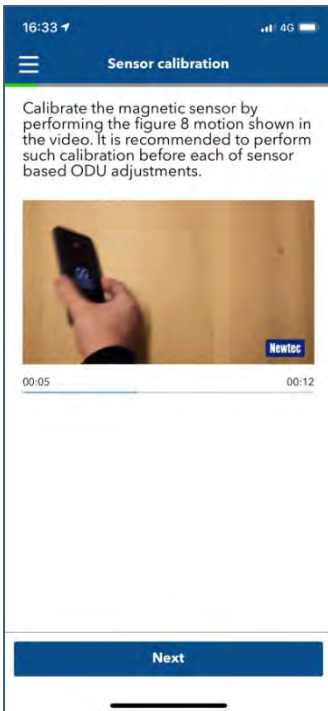 16:33
4G
Sensor calibration
Calibrate the magnetic sensor by
performing the figure 8 motion shown in
the video. It is recommended to perform
such calibration before each of sensor
based ODU adjustments.
Newtec
00:05 00:12
Next